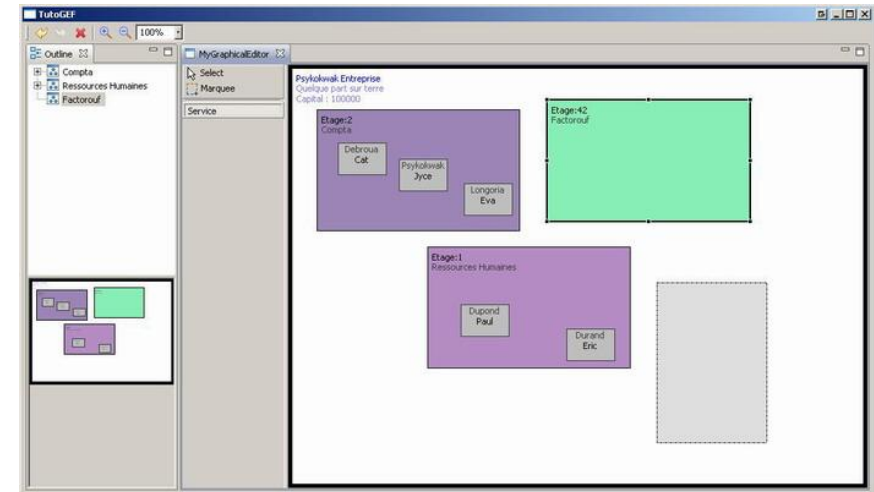 TutoGEF
100%
Outline
MyGraphicalEditor
Compta
Ressources Humaines
Factorouf
Select
Marquee
Service
Psykokwak Entreprise
Quelque part sur terre
Capital : 100000
Etage:2
Compta
Debroua
Cat
Psykokwak
Jyce
Longoria
Eva
Etage:42
Factorouf
Etage:1
Ressources Humaines
Dupond
Paul
Durand
Eric